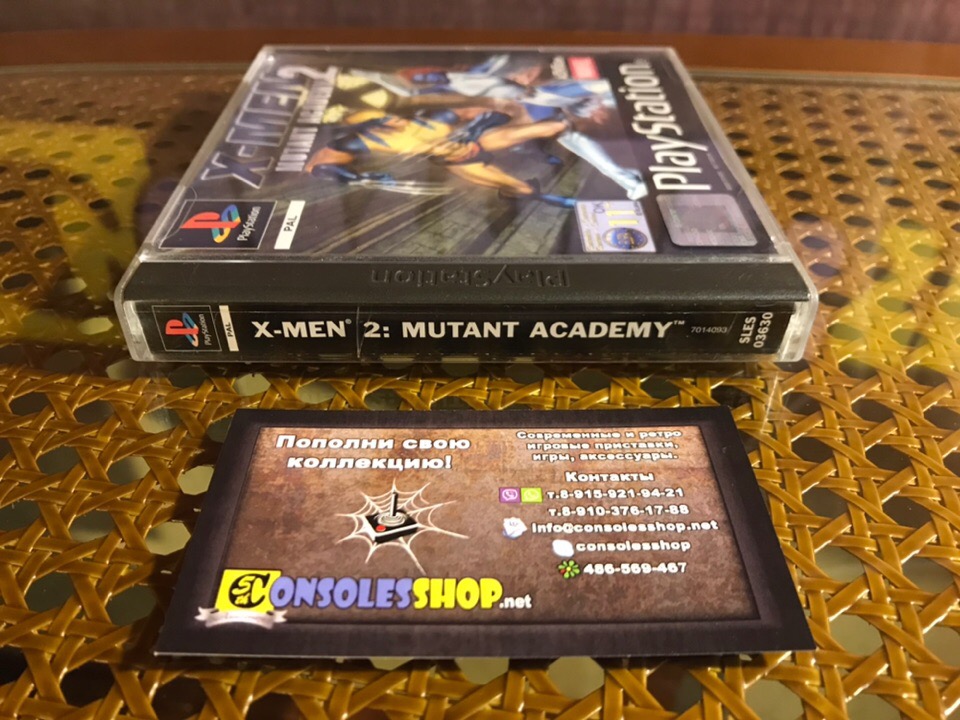 X-MEN 2
MUTANT ACADEMY
PlayStation
PlayStation
PAL
11+
PlayStation
PlayStation
PAL
X-MEN® 2: MUTANT ACADEMY™
7014093/
SLES
03630
Пополни свою
коллекцию!
Современные и ретро
игровые приставки,
игры, аксессуары.
Контакты
т.8-915-921-94-21
т.8-910-376-17-88
info@consolesshop.net
consolesshop
486-569-467
CONSOLESSHOP.net